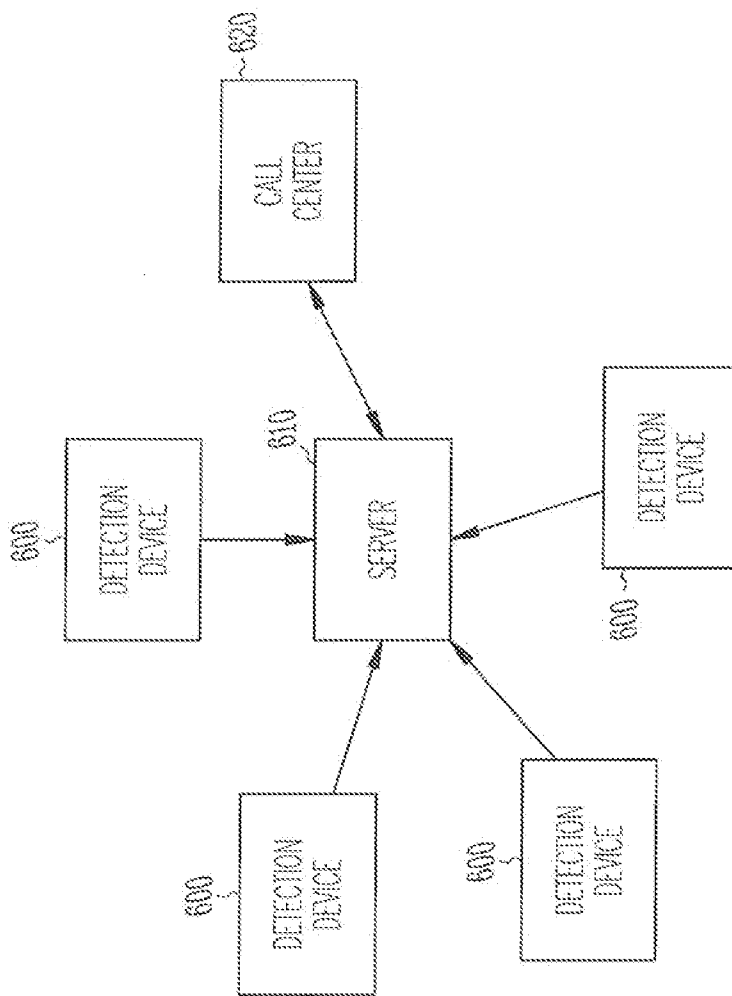 600
DETECTION
DEVICE
600
DETECTION
DEVICE
620
CALL
CENTER
610
SERVER
600
DETECTION
DEVICE
600
DETECTION
DEVICE